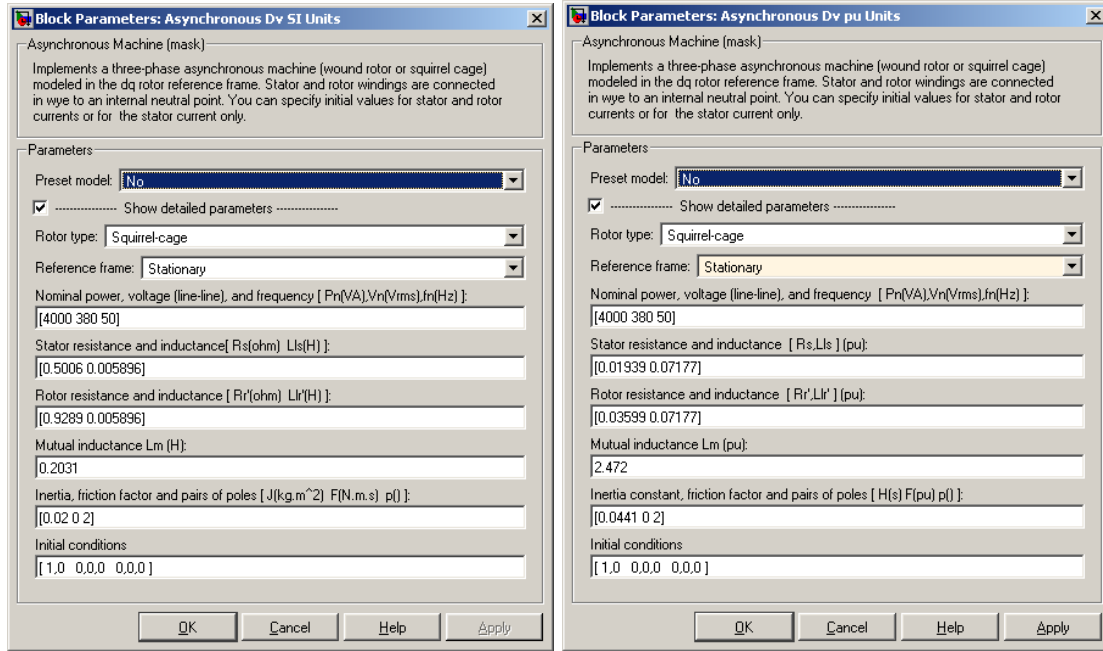 Block Parameters: Asynchronous Dv SI Units
Asynchronous Machine (mask)
Implements a three-phase asynchronous machine (wound rotor or squirrel cage)
modeled in the dq rotor reference frame. Stator and rotor windings are connected
in wye to an internal neutral point. You can specify initial values for stator and rotor
currents or for  the stator current only.
Parameters
Preset model: No
---------------- Show detailed parameters ----------------
Rotor type: Squirrel-cage
Reference frame: Stationary
Nominal power, voltage (line-line), and frequency [ Pn(VA),Vn(Vrms),fn(Hz) ]:
[4000 380 50]
Stator resistance and inductance[ Rs(ohm)  Lls(H) ]:
[0.5006 0.005896]
Rotor resistance and inductance [ Rr'(ohm)  Llr'(H) ]:
[0.9289 0.005896]
Mutual inductance Lm (H):
0.2031
Inertia, friction factor and pairs of poles [ J(kg.m^2)  F(N.m.s)  p() ]:
[0.02 0 2]
Initial conditions
[ 1,0   0,0,0   0,0,0 ]
OK Cancel Help Apply
Block Parameters: Asynchronous Dv pu Units
Asynchronous Machine (mask)
Implements a three-phase asynchronous machine (wound rotor or squirrel cage)
modeled in the dq rotor reference frame. Stator and rotor windings are connected
in wye to an internal neutral point. You can specify initial values for stator and rotor
currents or for  the stator current only.
Parameters
Preset model: No
---------------- Show detailed parameters ----------------
Rotor type: Squirrel-cage
Reference frame: Stationary
Nominal power, voltage (line-line), and frequency  [ Pn(VA),Vn(Vrms),fn(Hz) ]:
[4000 380 50]
Stator resistance and inductance  [ Rs,Lls ] (pu):
[0.01939 0.07177]
Rotor resistance and inductance  [ Rr',Llr' ] (pu):
[0.03599 0.07177]
Mutual inductance Lm (pu):
2.472
Inertia constant, friction factor and pairs of poles [ H(s) F(pu) p() ]:
[0.0441 0 2]
Initial conditions
[ 1,0   0,0,0   0,0,0 ]
OK Cancel Help Apply